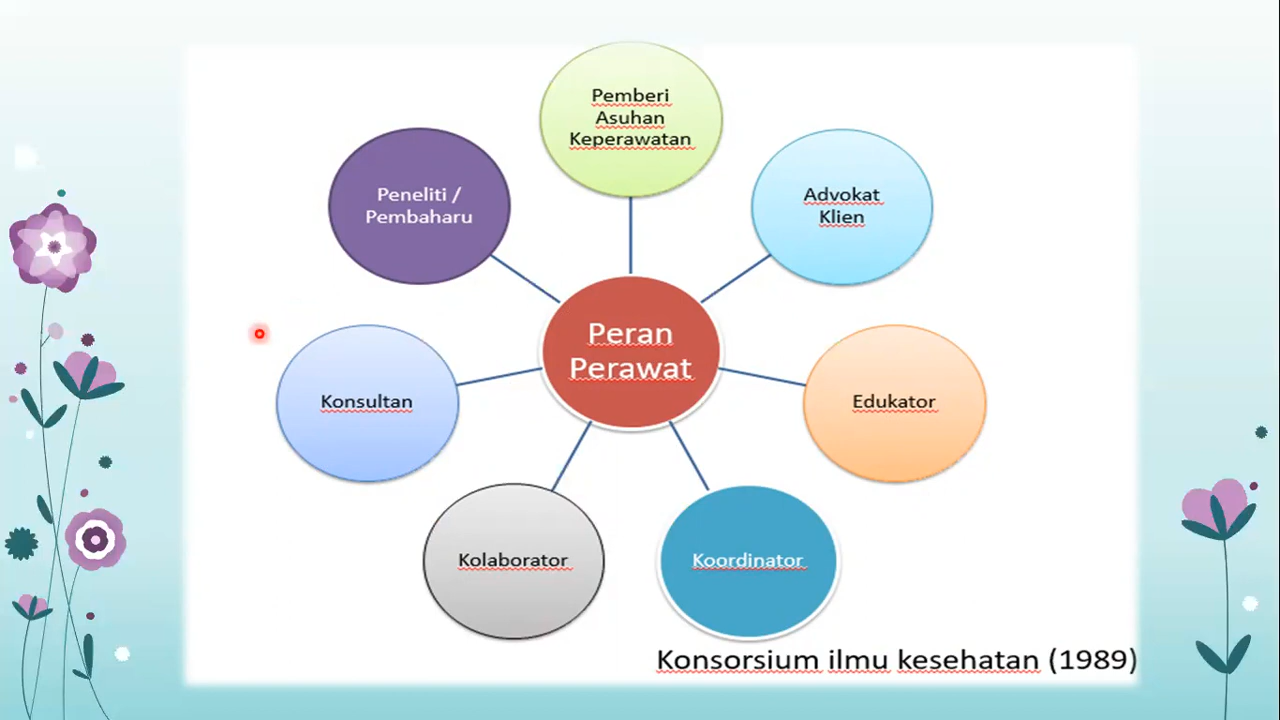 Pemberi
Asuhan
Keperawatan
Peneliti /
Pembaharu
Advokat
Klien
Peran
Perawat
Konsultan
Edukator
Kolaborator
Koordinator
Konsorsium ilmu kesehatan (1989)